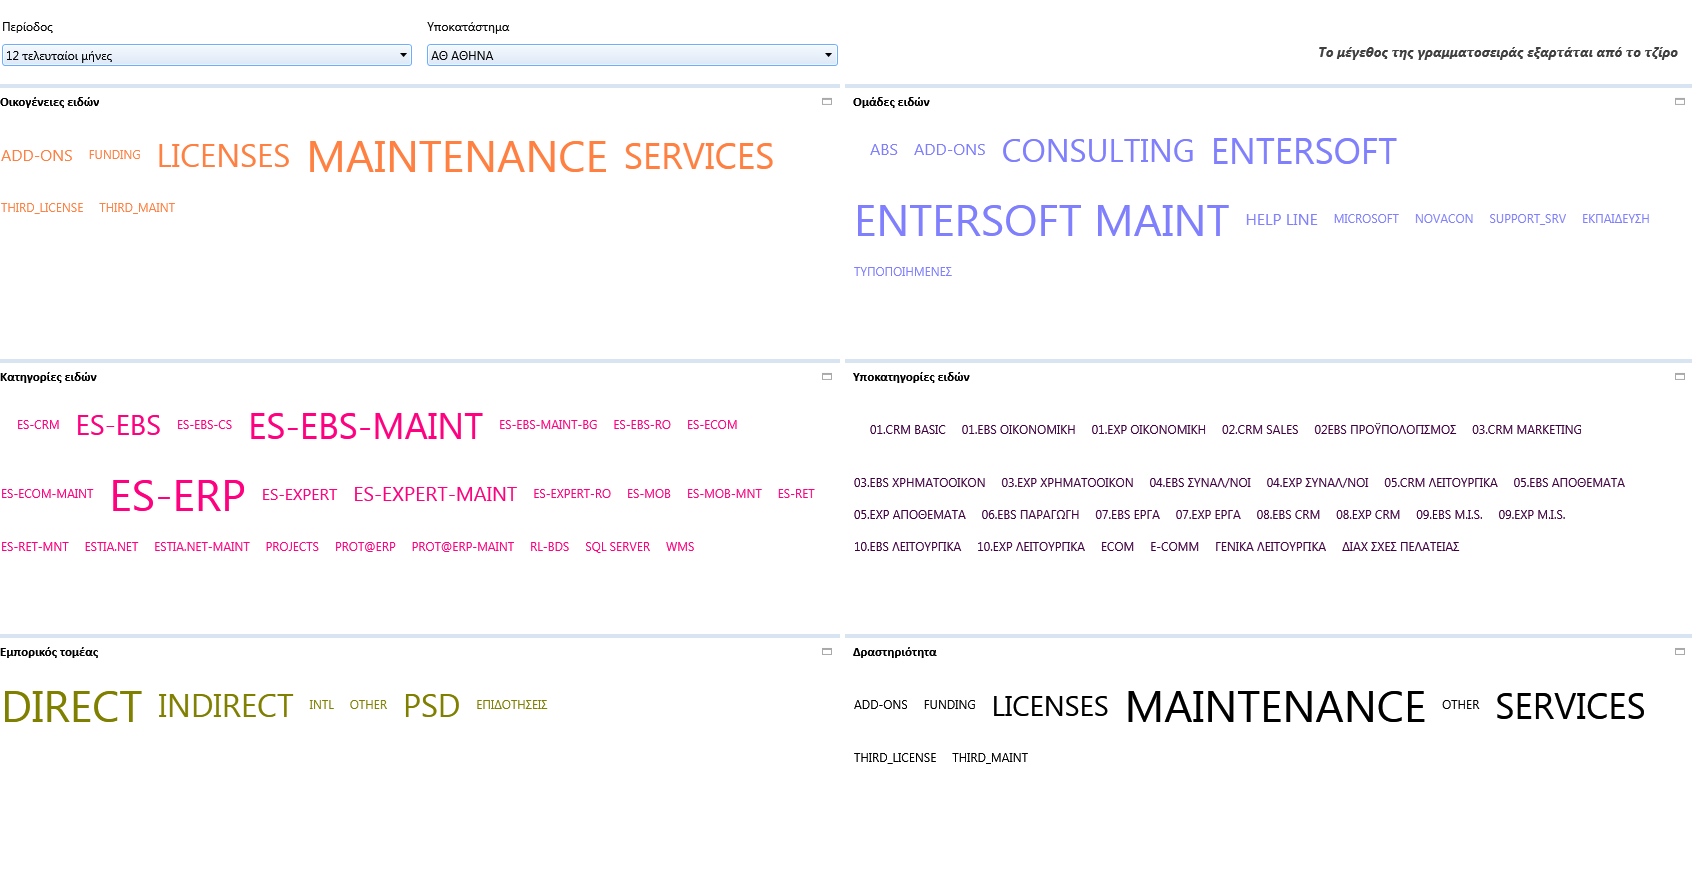 Περίοδος
Υποκατάστημα
12 τελευταίοι μήνες
ΑΘ ΑΘΗΝΑ
Το μέγεθος της γραμματοσειράς εξαρτάται από το τζίρο
Οικογένειες ειδών
ADD-ONS FUNDING LICENSES MAINTENANCE SERVICES
THIRD_LICENSE THIRD_MAINT
Ομάδες ειδών
ABS ADD-ONS CONSULTING ENTERSOFT
ENTERSOFT MAINT HELP LINE MICROSOFT NOVACON SUPPORT_SRV ΕΚΠΑΙΔΕΥΣΗ
ΤΥΠΟΠΟΙΗΜΕΝΕΣ
Κατηγορίες ειδών
ES-CRM ES-EBS ES-EBS-CS ES-EBS-MAINT ES-EBS-MAINT-BG ES-EBS-RO ES-ECOM
ES-ECOM-MAINT ES-ERP ES-EXPERT ES-EXPERT-MAINT ES-EXPERT-RO ES-MOB ES-MOB-MNT ES-RET
ES-RET-MNT ESTIA.NET ESTIA.NET-MAINT PROJECTS PROT@ERP PROT@ERP-MAINT RL-BDS SQL SERVER WMS
Υποκατηγορίες ειδών
01.CRM BASIC 01.EBS ΟΙΚΟΝΟΜΙΚΗ 01.EXP ΟΙΚΟΝΟΜΙΚΗ 02.CRM SALES 02EBS ΠΡΟΫΠΟΛΟΓΙΣΜΟΣ 03.CRM MARKETING
03.EBS ΧΡΗΜΑΤΟΟΙΚΟΝ 03.EXP ΧΡΗΜΑΤΟΟΙΚΟΝ 04.EBS ΣΥΝΑΛ/ΝΟΙ 04.EXP ΣΥΝΑΛ/ΝΟΙ 05.CRM ΛΕΙΤΟΥΡΓΙΚΑ 05.EBS ΑΠΟΘΕΜΑΤΑ
05.EXP ΑΠΟΘΕΜΑΤΑ 06.EBS ΠΑΡΑΓΩΓΗ 07.EBS ΕΡΓΑ 07.EXP ΕΡΓΑ 08.EBS CRM 08.EXP CRM 09.EBS M.I.S. 09.EXP M.I.S.
10.EBS ΛΕΙΤΟΥΡΓΙΚΑ 10.EXP ΛΕΙΤΟΥΡΓΙΚΑ ECOM E-COMM ΓΕΝΙΚΑ ΛΕΙΤΟΥΡΓΙΚΑ ΔΙΑΧ ΣΧΕΣ ΠΕΛΑΤΕΙΑΣ
Εμπορικός τομέας
DIRECT INDIRECT INTL OTHER PSD ΕΠΙΔΟΤΗΣΕΙΣ
Δραστηριότητα
ADD-ONS FUNDING LICENSES MAINTENANCE OTHER SERVICES
THIRD_LICENSE THIRD_MAINT